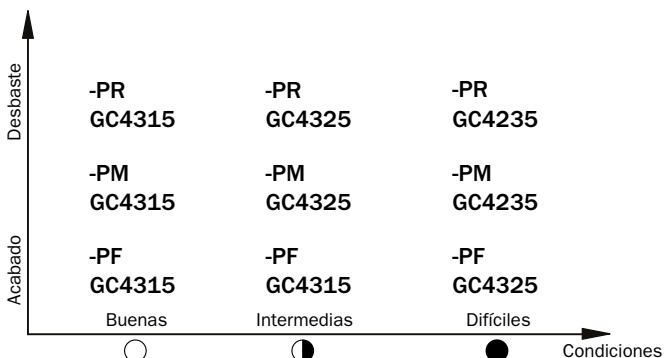 Desbaste
-PR
GC4315
-PR
GC4325
-PR
GC4235
-PM
GC4315
-PM
GC4325
-PM
GC4235
Acabado
-PF
GC4315
-PF
GC4315
-PF
GC4325
Buenas
Intermedias
Difíciles
Condiciones